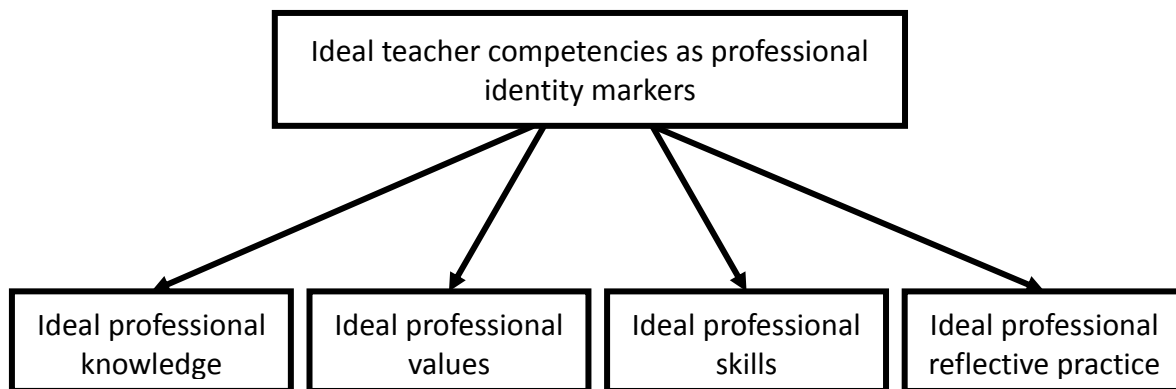 Ideal teacher competencies as professional
identity markers
Ideal professional
knowledge
Ideal professional
values
Ideal professional
skills
Ideal professional
reflective practice